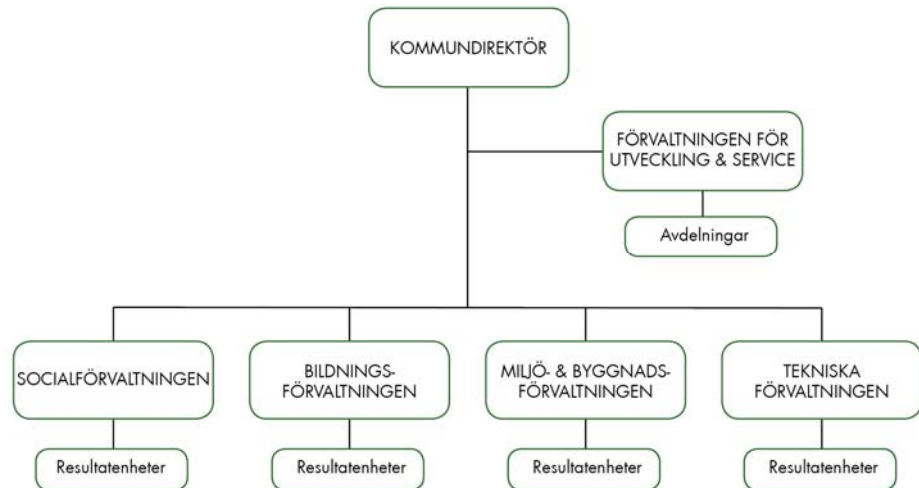 KOMMUNDIREKTÖR
FÖRVALTNINGEN FÖR
UTVECKLING & SERVICE
Avdelningar
SOCIALFÖRVALTNINGEN
BILDNINGS-
FÖRVALTNINGEN
MILJÖ- & BYGGNADS-
FÖRVALTNINGEN
TEKNISKA
FÖRVALTNINGEN
Resultatenheter
Resultatenheter
Resultatenheter
Resultatenheter